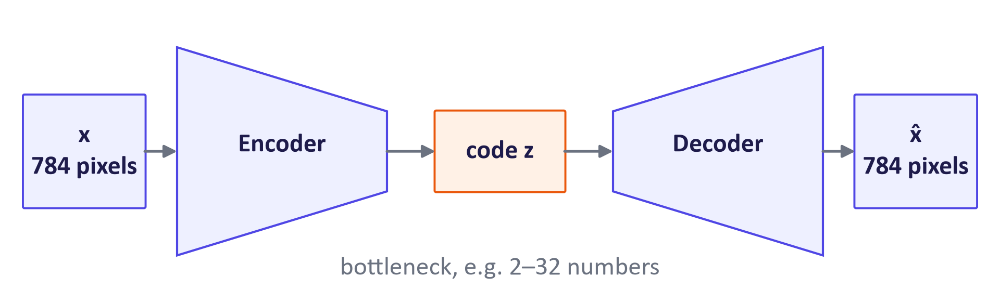 x
784 pixels
Encoder
code z
Decoder
x̂
784 pixels
bottleneck, e.g. 2–32 numbers